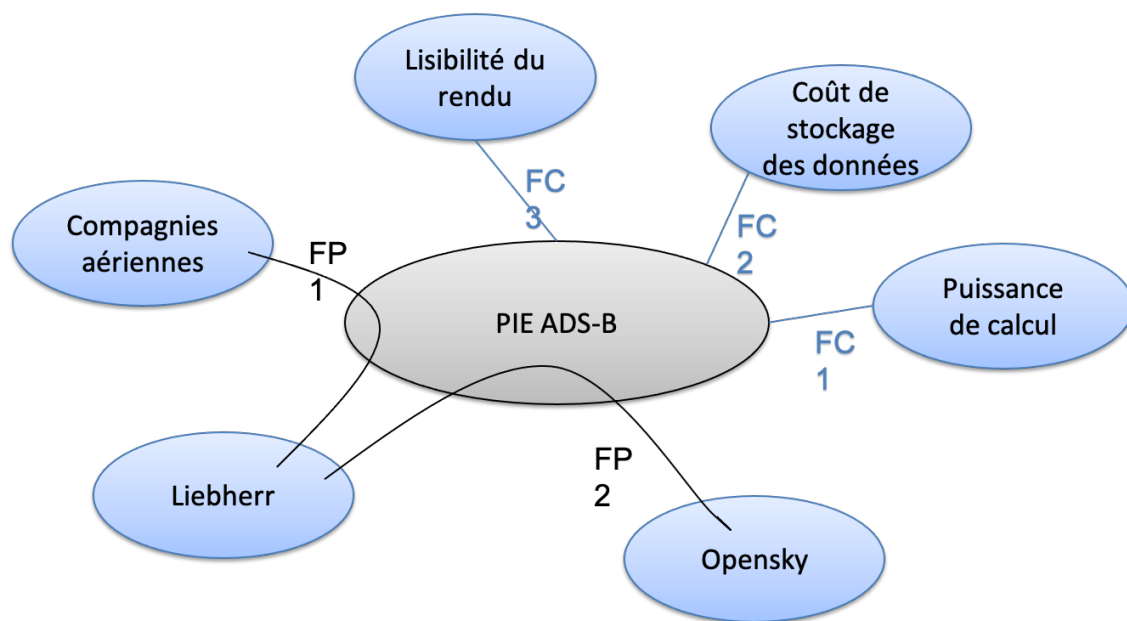 Lisibilité du
rendu
Coût de
stockage
des données
FC
3
Compagnies
aériennes
FP
1
FC
2
PIE ADS-B
Puissance
de calcul
FC
1
Liebherr
FP
2
Opensky